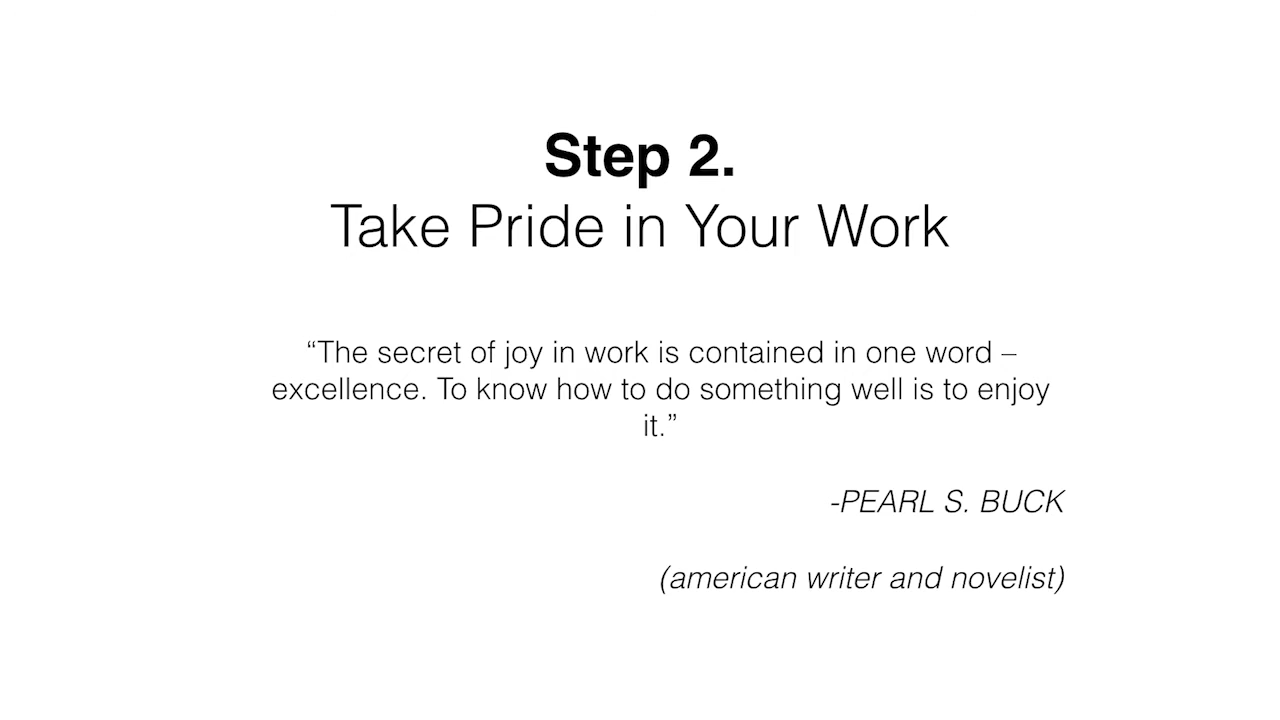 Step 2.
Take Pride in Your Work
“The secret of joy in work is contained in one word –
excellence. To know how to do something well is to enjoy
it.”
-PEARL S. BUCK
(american writer and novelist)